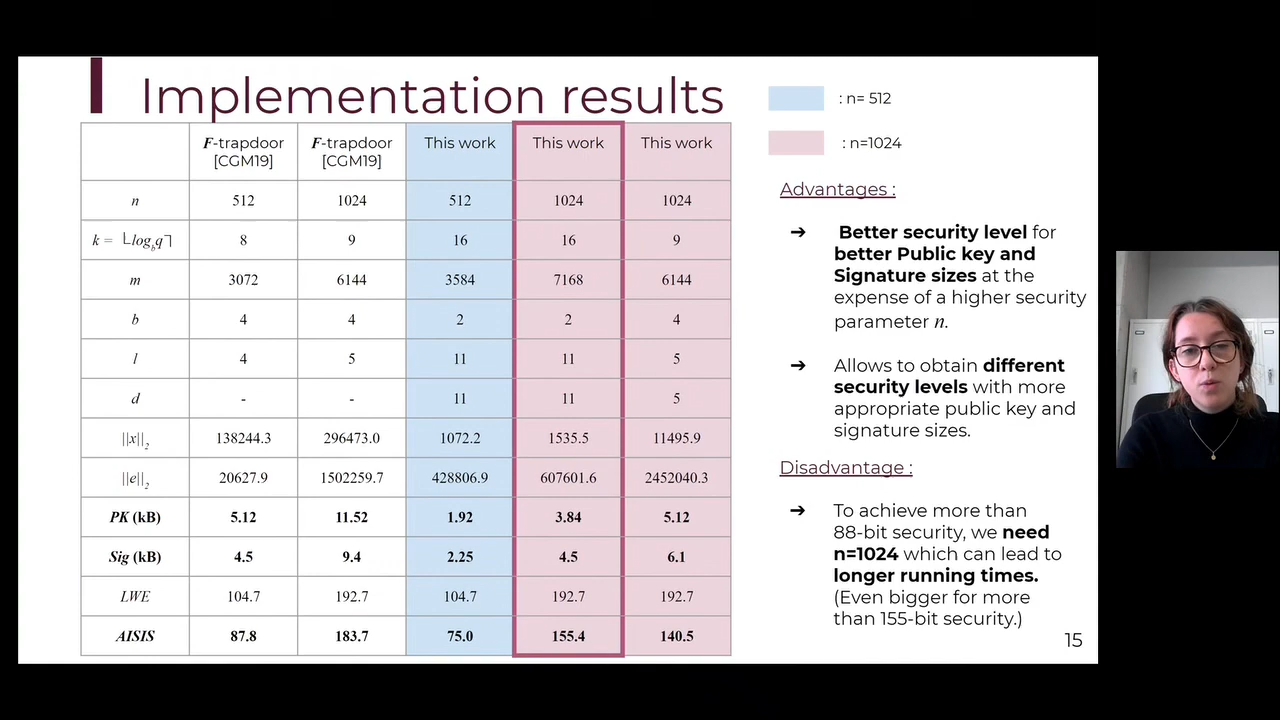 Implementation results
F-trapdoor [CGM19] F-trapdoor [CGM19] This work This work This work
n 512 1024 512 1024 1024
k = └log_b q┐ 8 9 16 16 9
m 3072 6144 3584 7168 6144
b 4 4 2 2 4
l 4 5 11 11 5
d - - 11 11 5
||x||₂ 138244.3 296473.0 1072.2 1535.5 11495.9
||e||₂ 20627.9 1502259.7 428806.9 607601.6 2452040.3
PK (kB) 5.12 11.52 1.92 3.84 5.12
Sig (kB) 4.5 9.4 2.25 4.5 6.1
LWE 104.7 192.7 104.7 192.7 192.7
AISIS 87.8 183.7 75.0 155.4 140.5
: n= 512
: n=1024
Advantages :
➔ Better security level for
better Public key and
Signature sizes at the
expense of a higher security
parameter n.
➔ Allows to obtain different
security levels with more
appropriate public key and
signature sizes.
Disadvantage :
➔ To achieve more than
88-bit security, we need
n=1024 which can lead to
longer running times.
(Even bigger for more
than 155-bit security.)
15